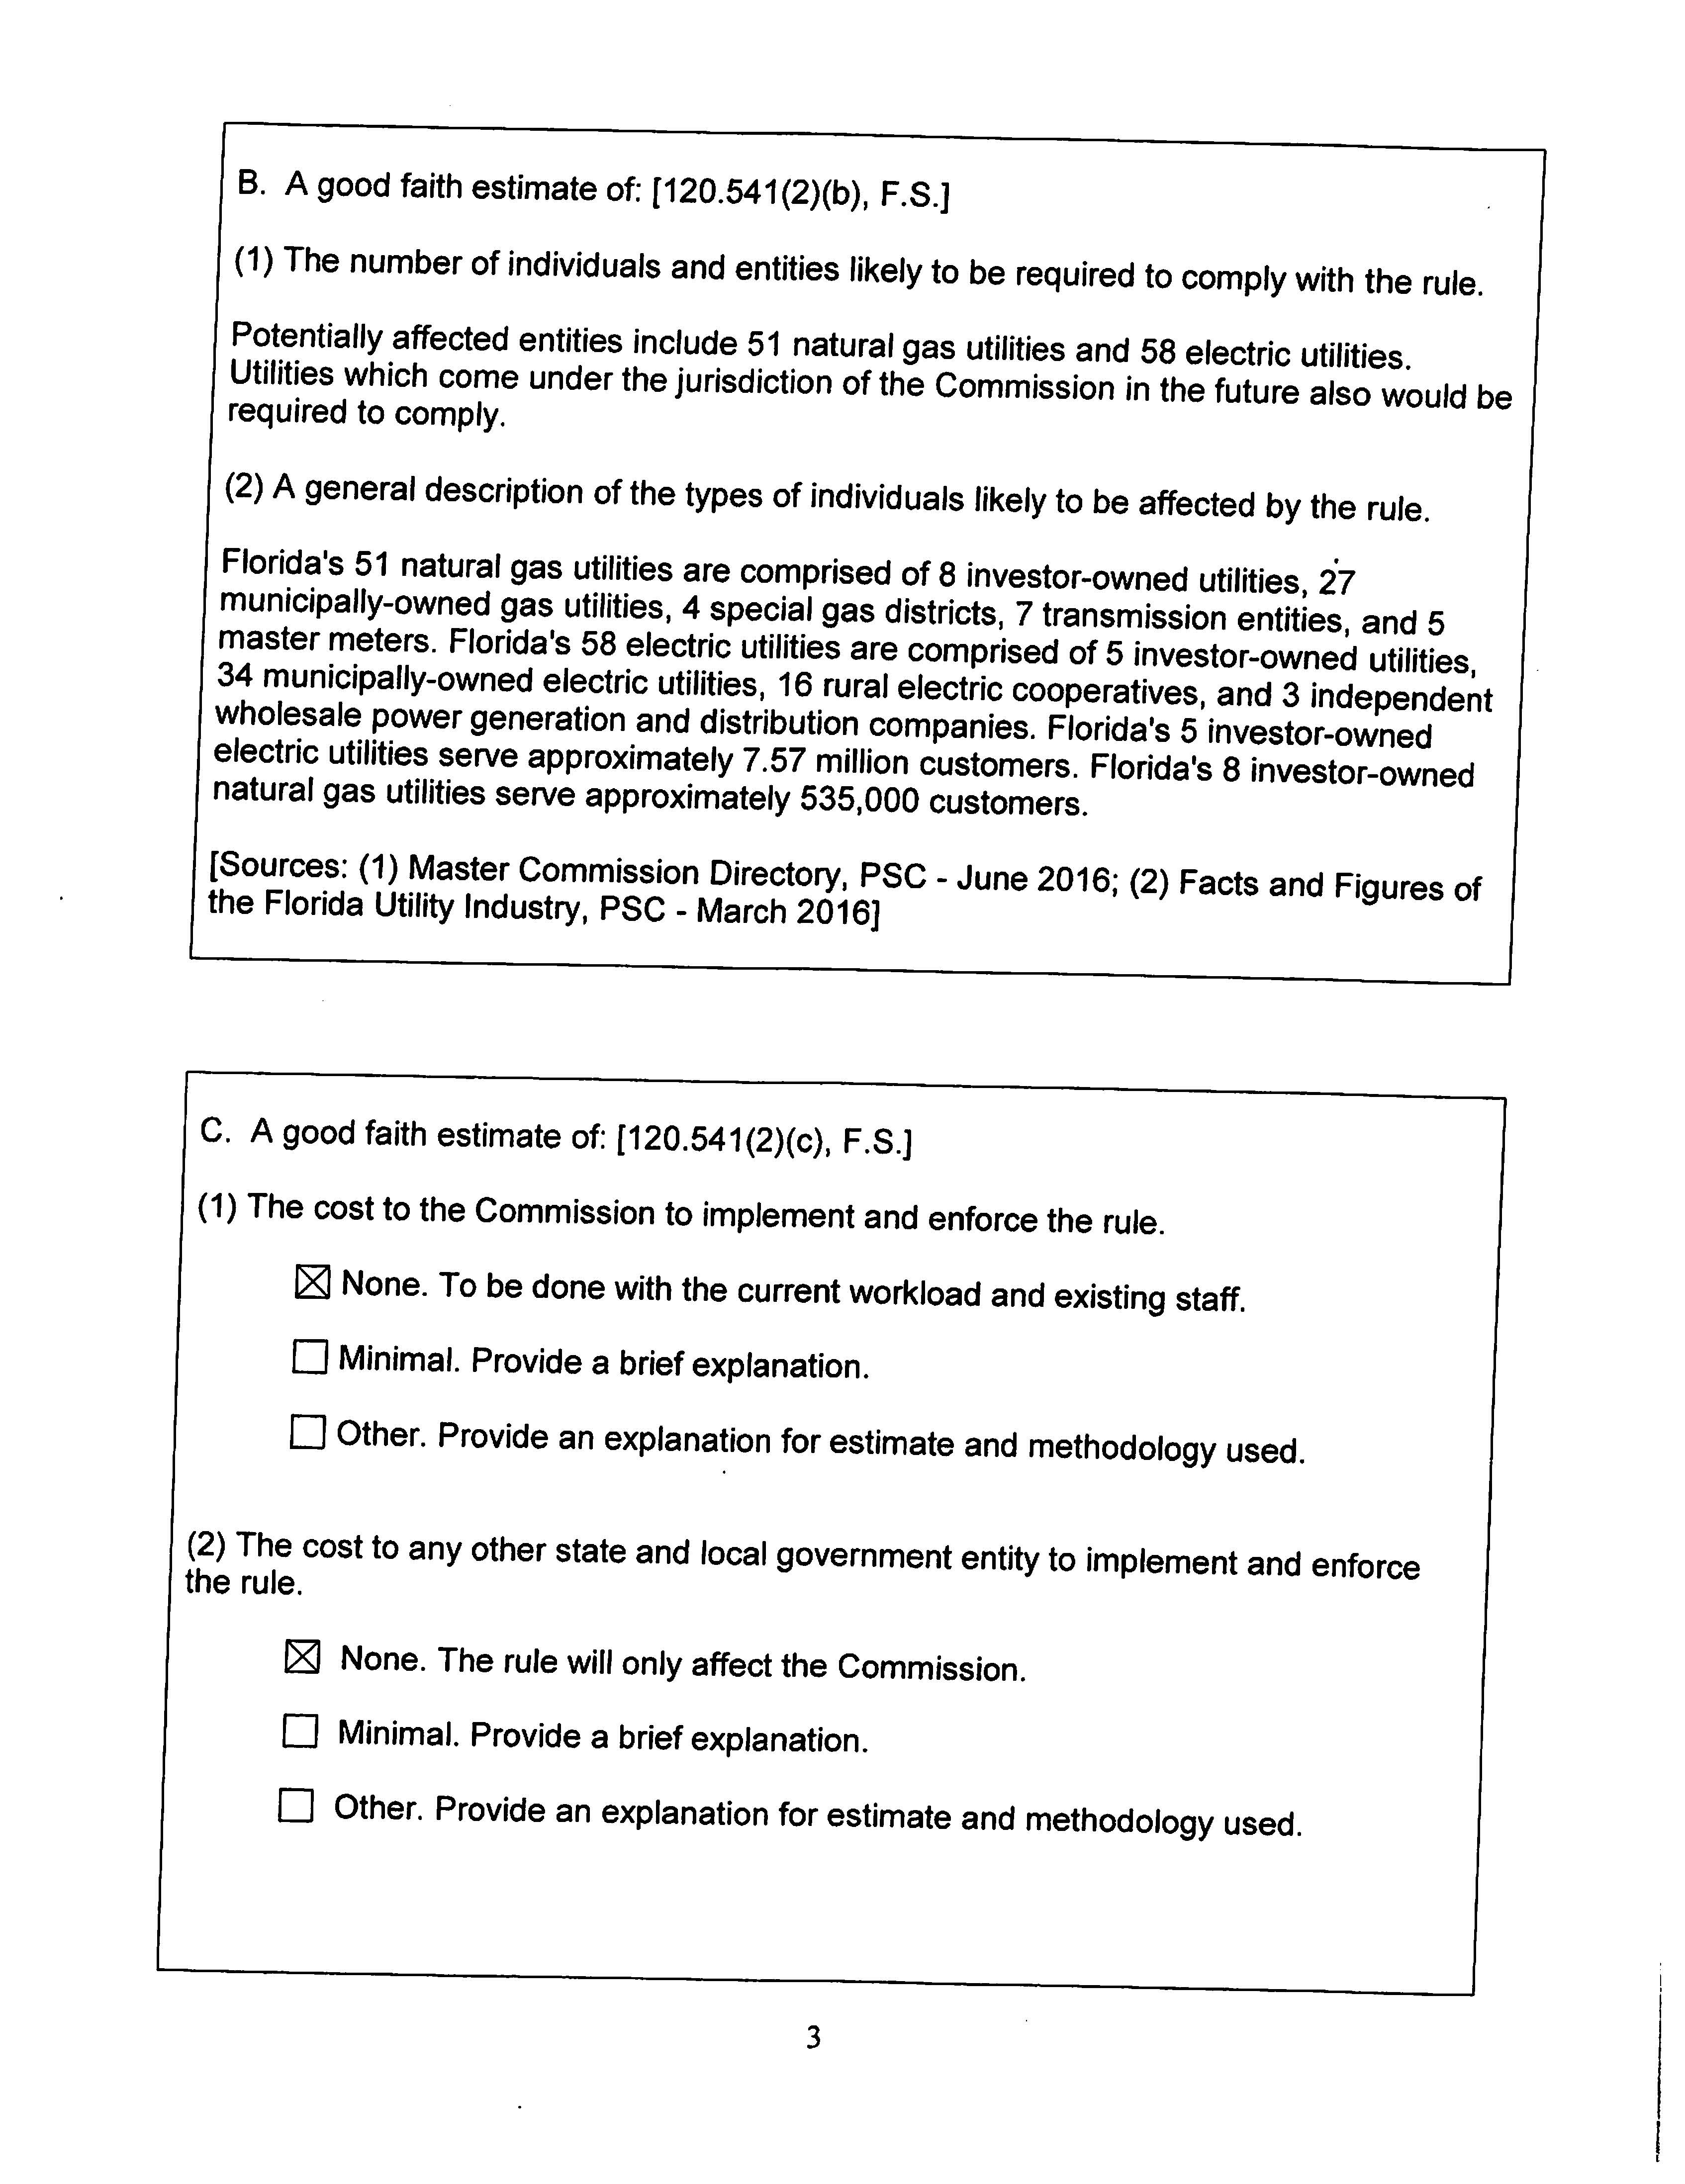 B. A good faith estimate of: [120.541(2)(b), F.S.]
(1) The number of individuals and entities likely to be required to comply with the rule.
Potentially affected entities include 51 natural gas utilities and 58 electric utilities.
Utilities which come under the jurisdiction of the Commission in the future also would be
required to comply.
(2) A general description of the types of individuals likely to be affected by the rule.
Florida's 51 natural gas utilities are comprised of 8 investor-owned utilities, 27
municipally-owned gas utilities, 4 special gas districts, 7 transmission entities, and 5
master meters. Florida's 58 electric utilities are comprised of 5 investor-owned utilities,
34 municipally-owned electric utilities, 16 rural electric cooperatives, and 3 independent
wholesale power generation and distribution companies. Florida's 5 investor-owned
electric utilities serve approximately 7.57 million customers. Florida's 8 investor-owned
natural gas utilities serve approximately 535,000 customers.
[Sources: (1) Master Commission Directory, PSC - June 2016; (2) Facts and Figures of
the Florida Utility Industry, PSC - March 2016]
C. A good faith estimate of: [120.541(2)(c), F.S.]
(1) The cost to the Commission to implement and enforce the rule.
☒ None. To be done with the current workload and existing staff.
☐ Minimal. Provide a brief explanation.
☐ Other. Provide an explanation for estimate and methodology used.
(2) The cost to any other state and local government entity to implement and enforce
the rule.
☒ None. The rule will only affect the Commission.
☐ Minimal. Provide a brief explanation.
☐ Other. Provide an explanation for estimate and methodology used.
3